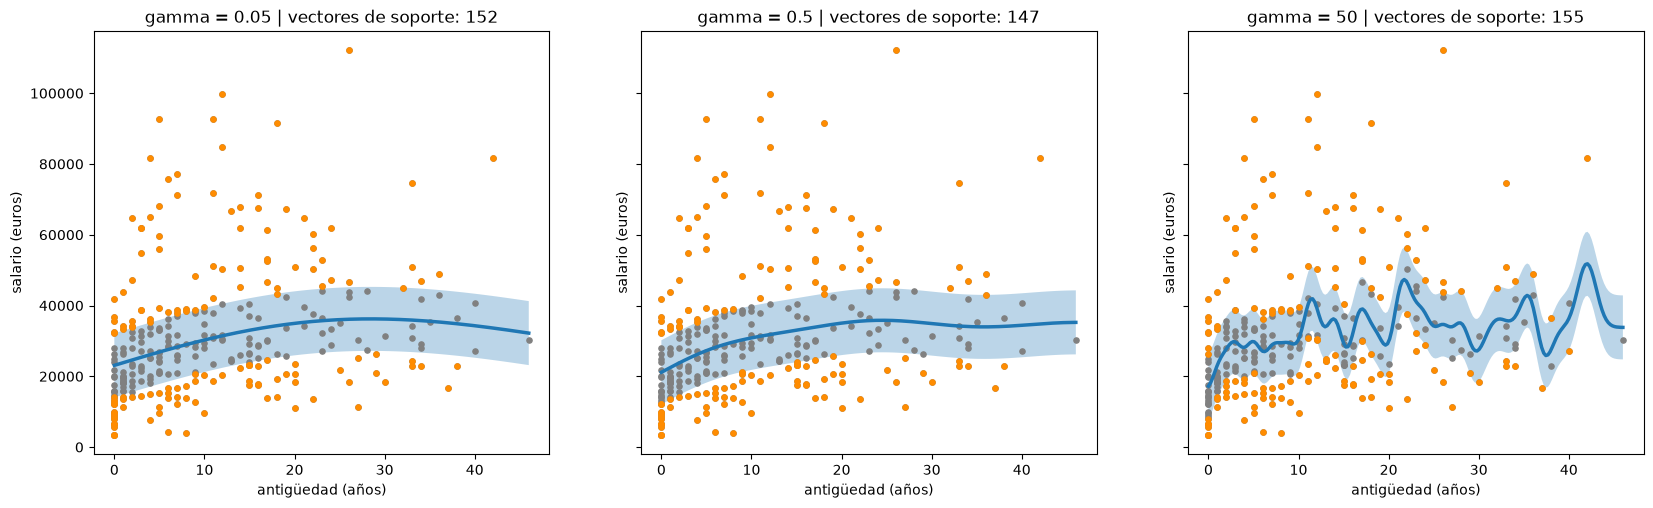 gamma = 0.05 | vectores de soporte: 152
gamma = 0.5 | vectores de soporte: 147
gamma = 50 | vectores de soporte: 155
salario (euros)
100000
80000
60000
40000
20000
0
0 10 20 30 40
antigüedad (años)
salario (euros)
0 10 20 30 40
antigüedad (años)
salario (euros)
0 10 20 30 40
antigüedad (años)